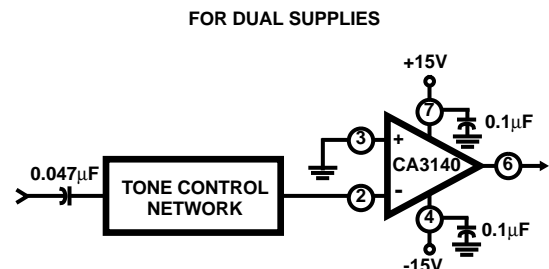 FOR DUAL SUPPLIES
+15V
7
0.1μF
3
+
CA3140
6
0.047μF
TONE CONTROL
NETWORK
2
-
4
0.1μF
-15V